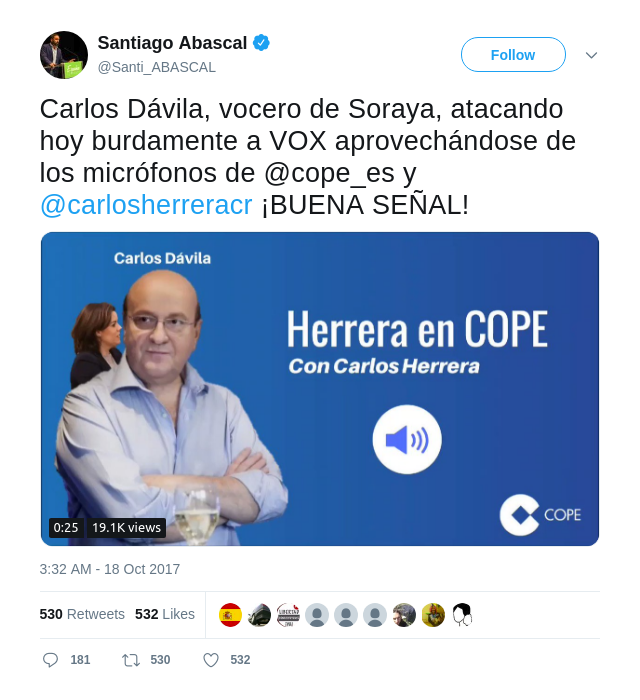 Santiago Abascal
@Santi_ABASCAL
Follow
Carlos Dávila, vocero de Soraya, atacando
hoy burdamente a VOX aprovechándose de
los micrófonos de @cope_es y
@carlosherreracr ¡BUENA SEÑAL!
Carlos Dávila
Herrera en COPE
Con Carlos Herrera
COPE
0:25 19.1K views
3:32 AM - 18 Oct 2017
530 Retweets 532 Likes
181 530 532